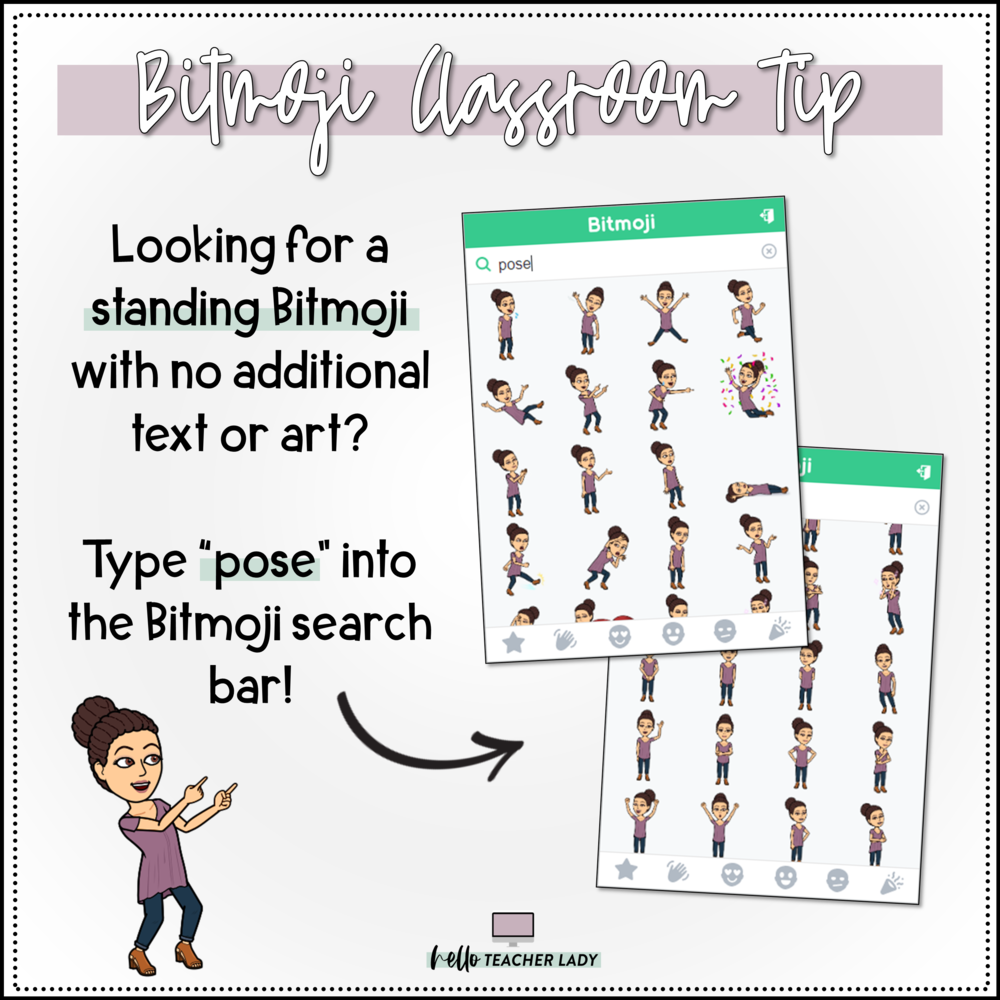 Bitmoji Classroom Tip
Looking for a
standing Bitmoji
with no additional
text or art?
Type “pose" into
the Bitmoji search
bar!
Bitmoji
pose
ji
hello TEACHER LADY